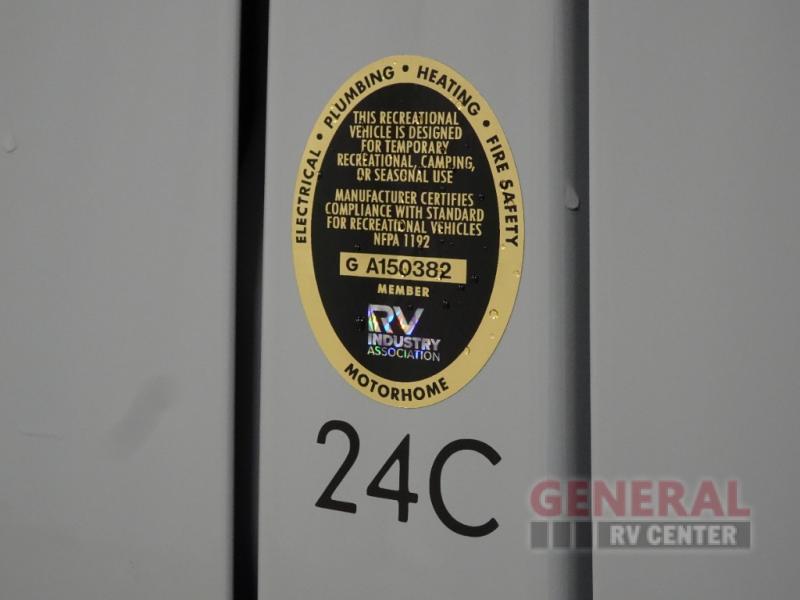 ELECTRICAL • PLUMBING • HEATING • FIRE SAFETY
THIS RECREATIONAL
VEHICLE IS DESIGNED
FOR TEMPORARY
RECREATIONAL, CAMPING,
OR SEASONAL USE
MANUFACTURER CERTIFIES
COMPLIANCE WITH STANDARD
FOR RECREATIONAL VEHICLES
NFPA 1192
G A150382
MEMBER
RV
INDUSTRY
ASSOCIATION
MOTORHOME
24C
GENERAL
RV CENTER